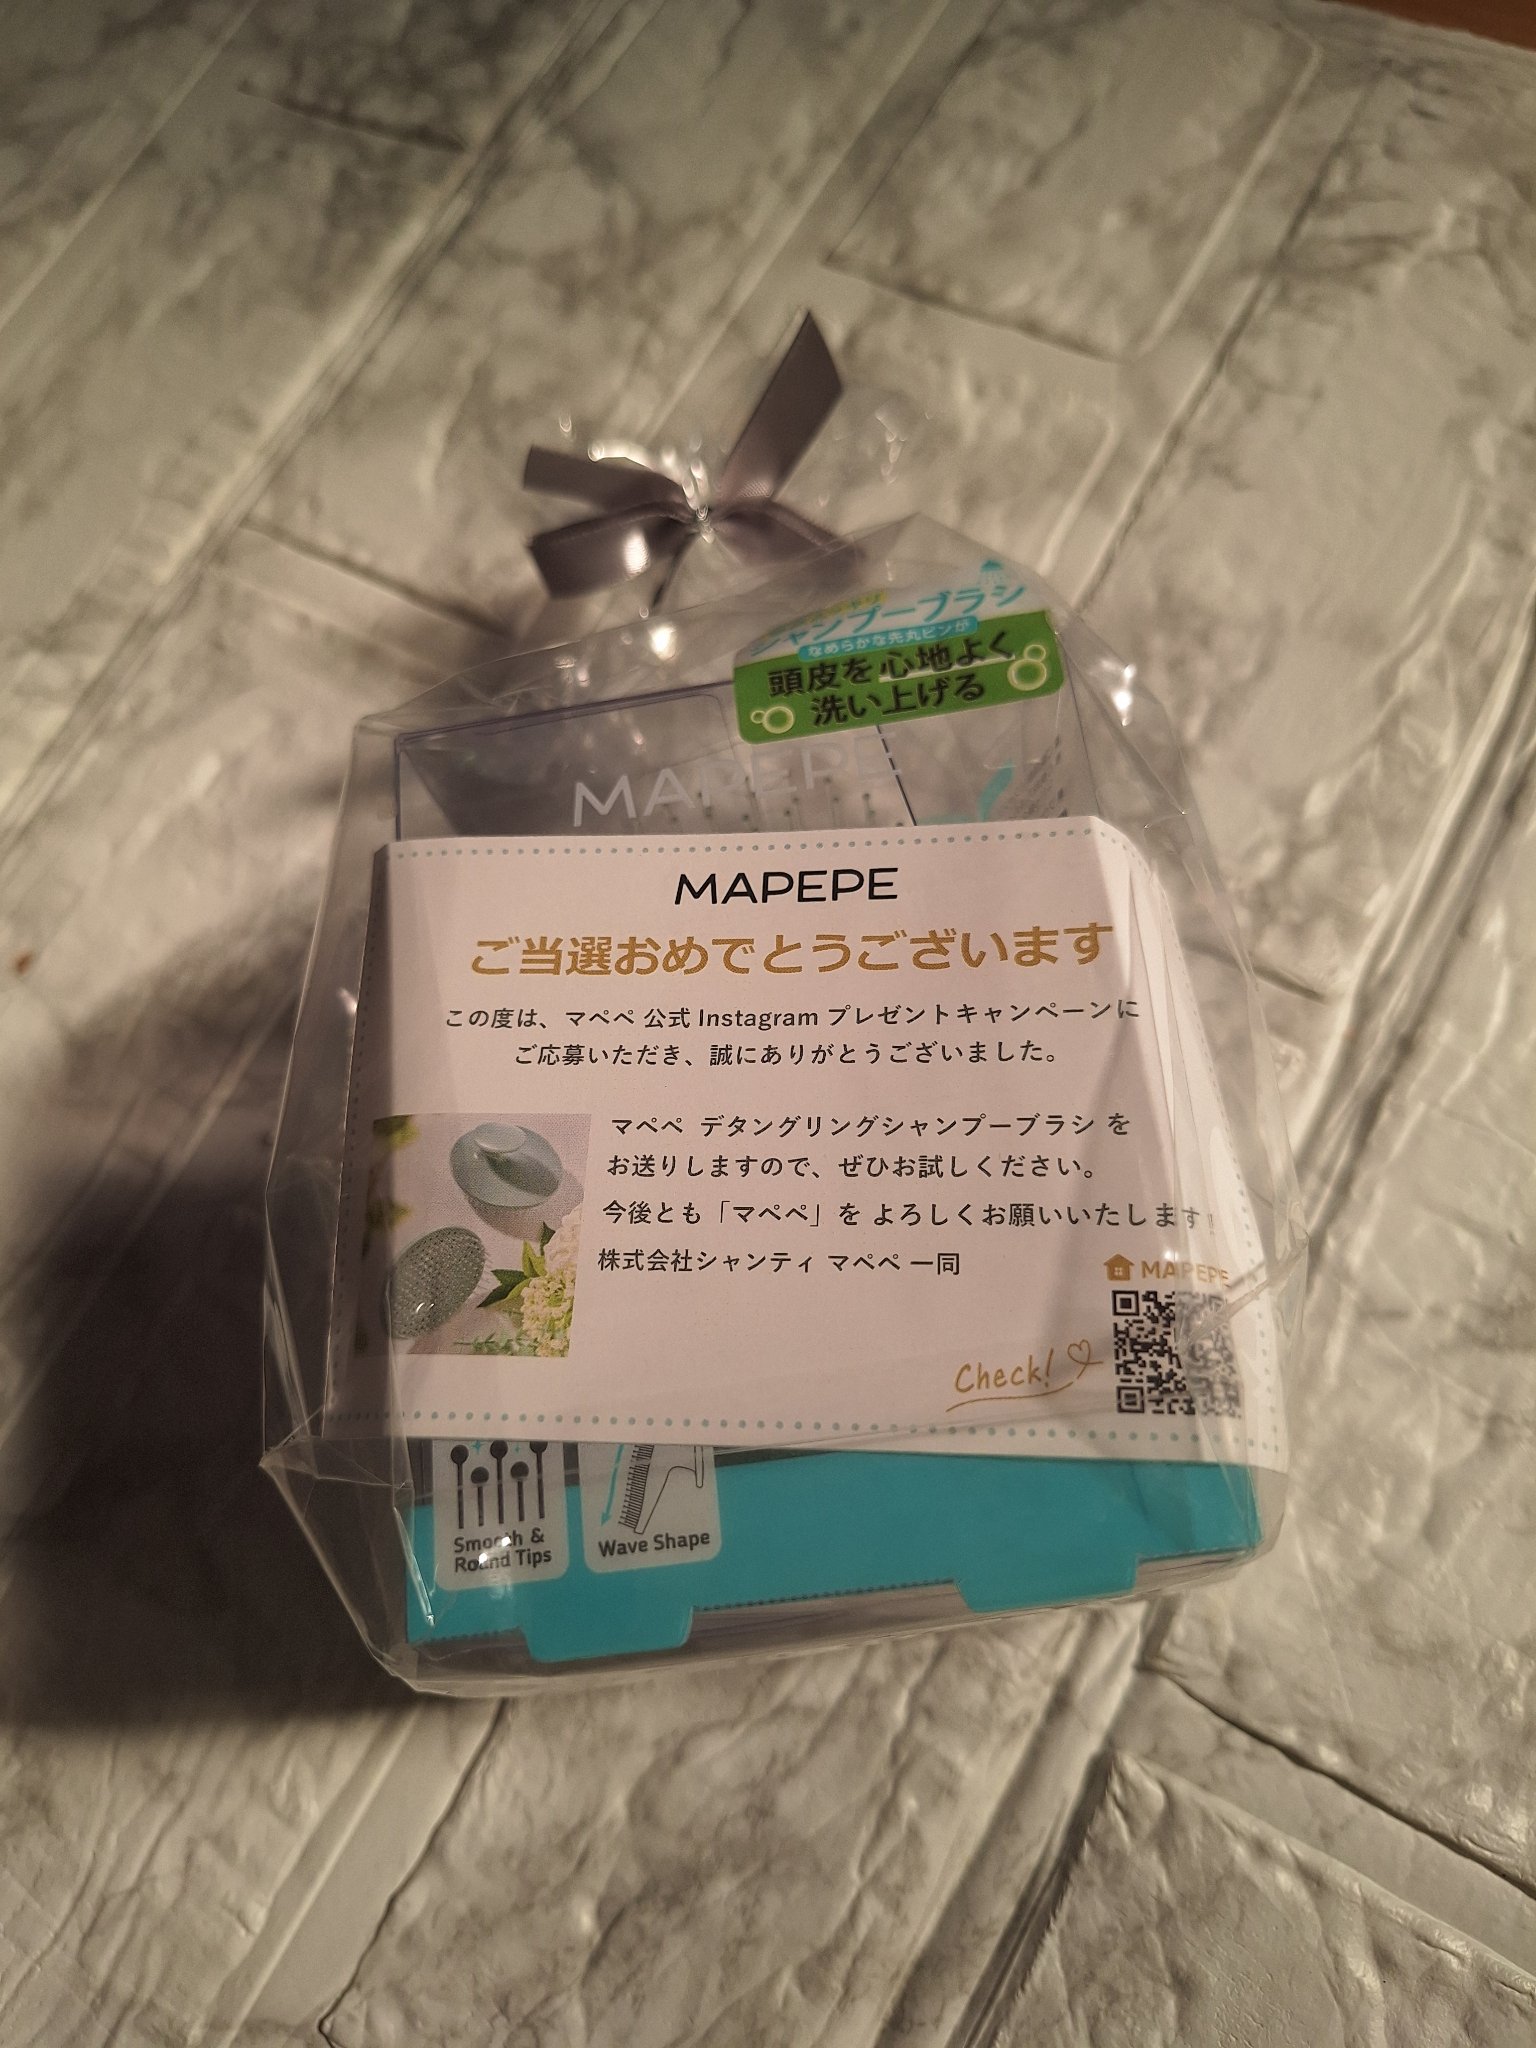 シャンプーブラシ
なめらかな先丸ピンが
頭皮を心地よく
洗い上げる
MAPEPE
MAPEPE
ご当選おめでとうございます
この度は、マペペ 公式 Instagram プレゼントキャンペーンに
ご応募いただき、誠にありがとうございました。
マペペ デタングリングシャンプーブラシ を
お送りしますので、ぜひお試しください。
今後とも「マペペ」を よろしくお願いいたします
株式会社シャンティ マペペ 一同
MAPEPE
Check!
Smooth &
Round Tips
Wave Shape